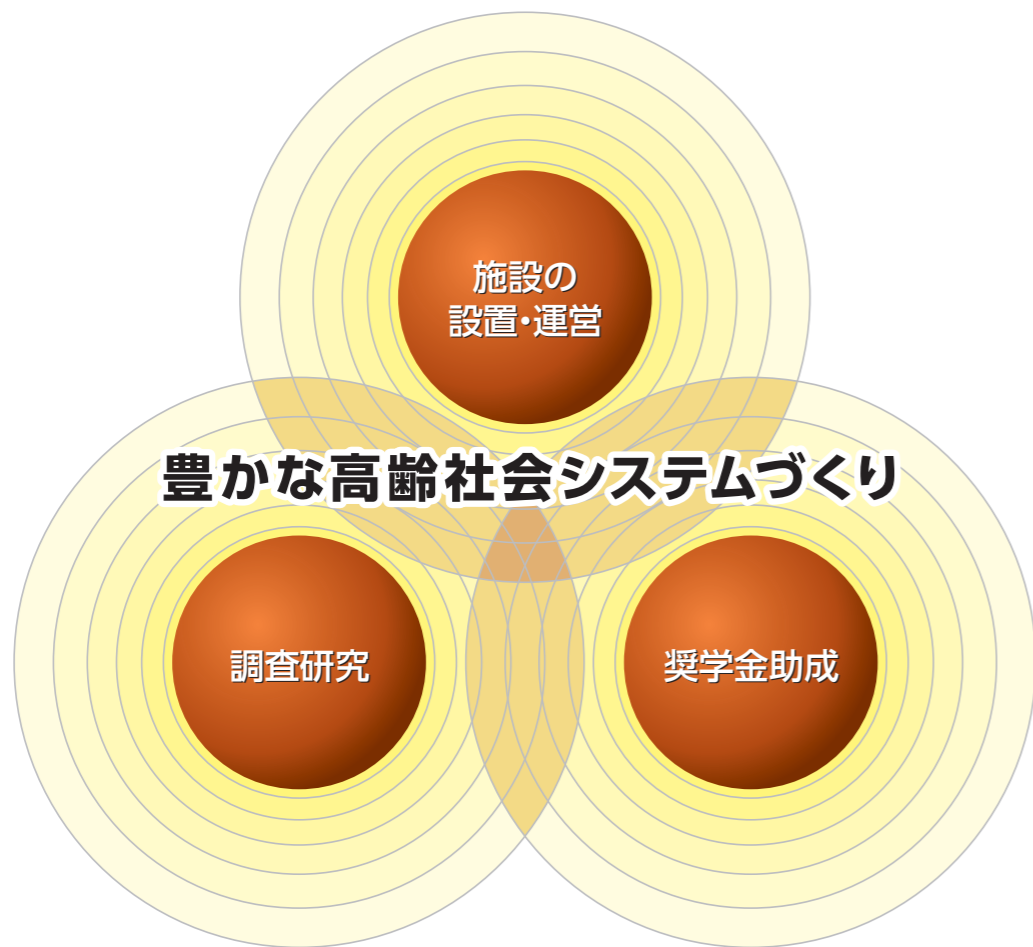 施設の
設置・運営
豊かな高齢社会システムづくり
調査研究
奨学金助成